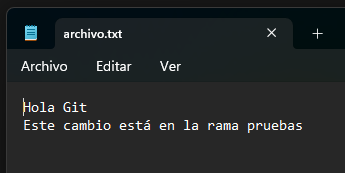 archivo.txt
Archivo Editar Ver
Hola Git
Este cambio está en la rama pruebas